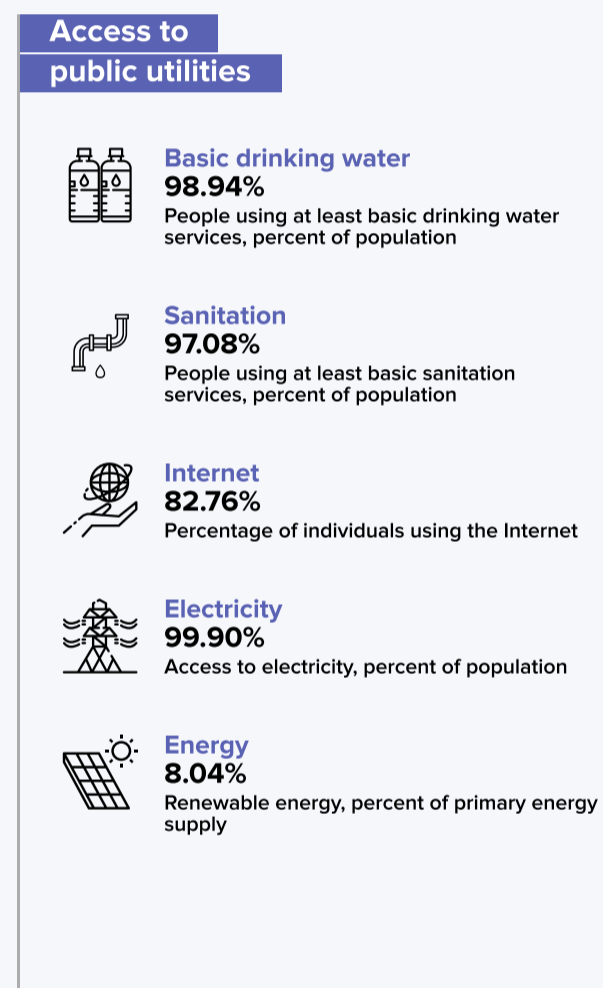 Access to
public utilities
Basic drinking water
98.94%
People using at least basic drinking water
services, percent of population
Sanitation
97.08%
People using at least basic sanitation
services, percent of population
Internet
82.76%
Percentage of individuals using the Internet
Electricity
99.90%
Access to electricity, percent of population
Energy
8.04%
Renewable energy, percent of primary energy
supply